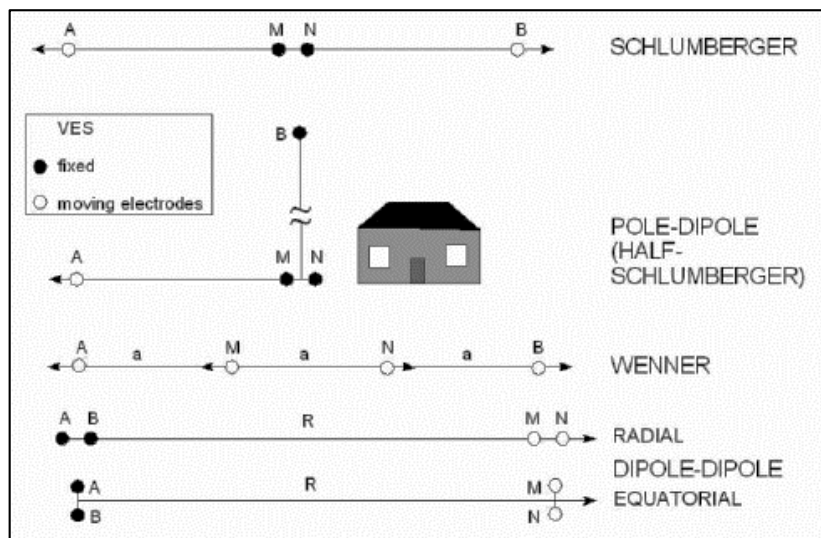 A M N B
SCHLUMBERGER
VES
fixed
moving electrodes
B
A M N
POLE-DIPOLE
(HALF-
SCHLUMBERGER)
A a M a N a B
WENNER
A B R M N
RADIAL
DIPOLE-DIPOLE
A R M
EQUATORIAL
B N